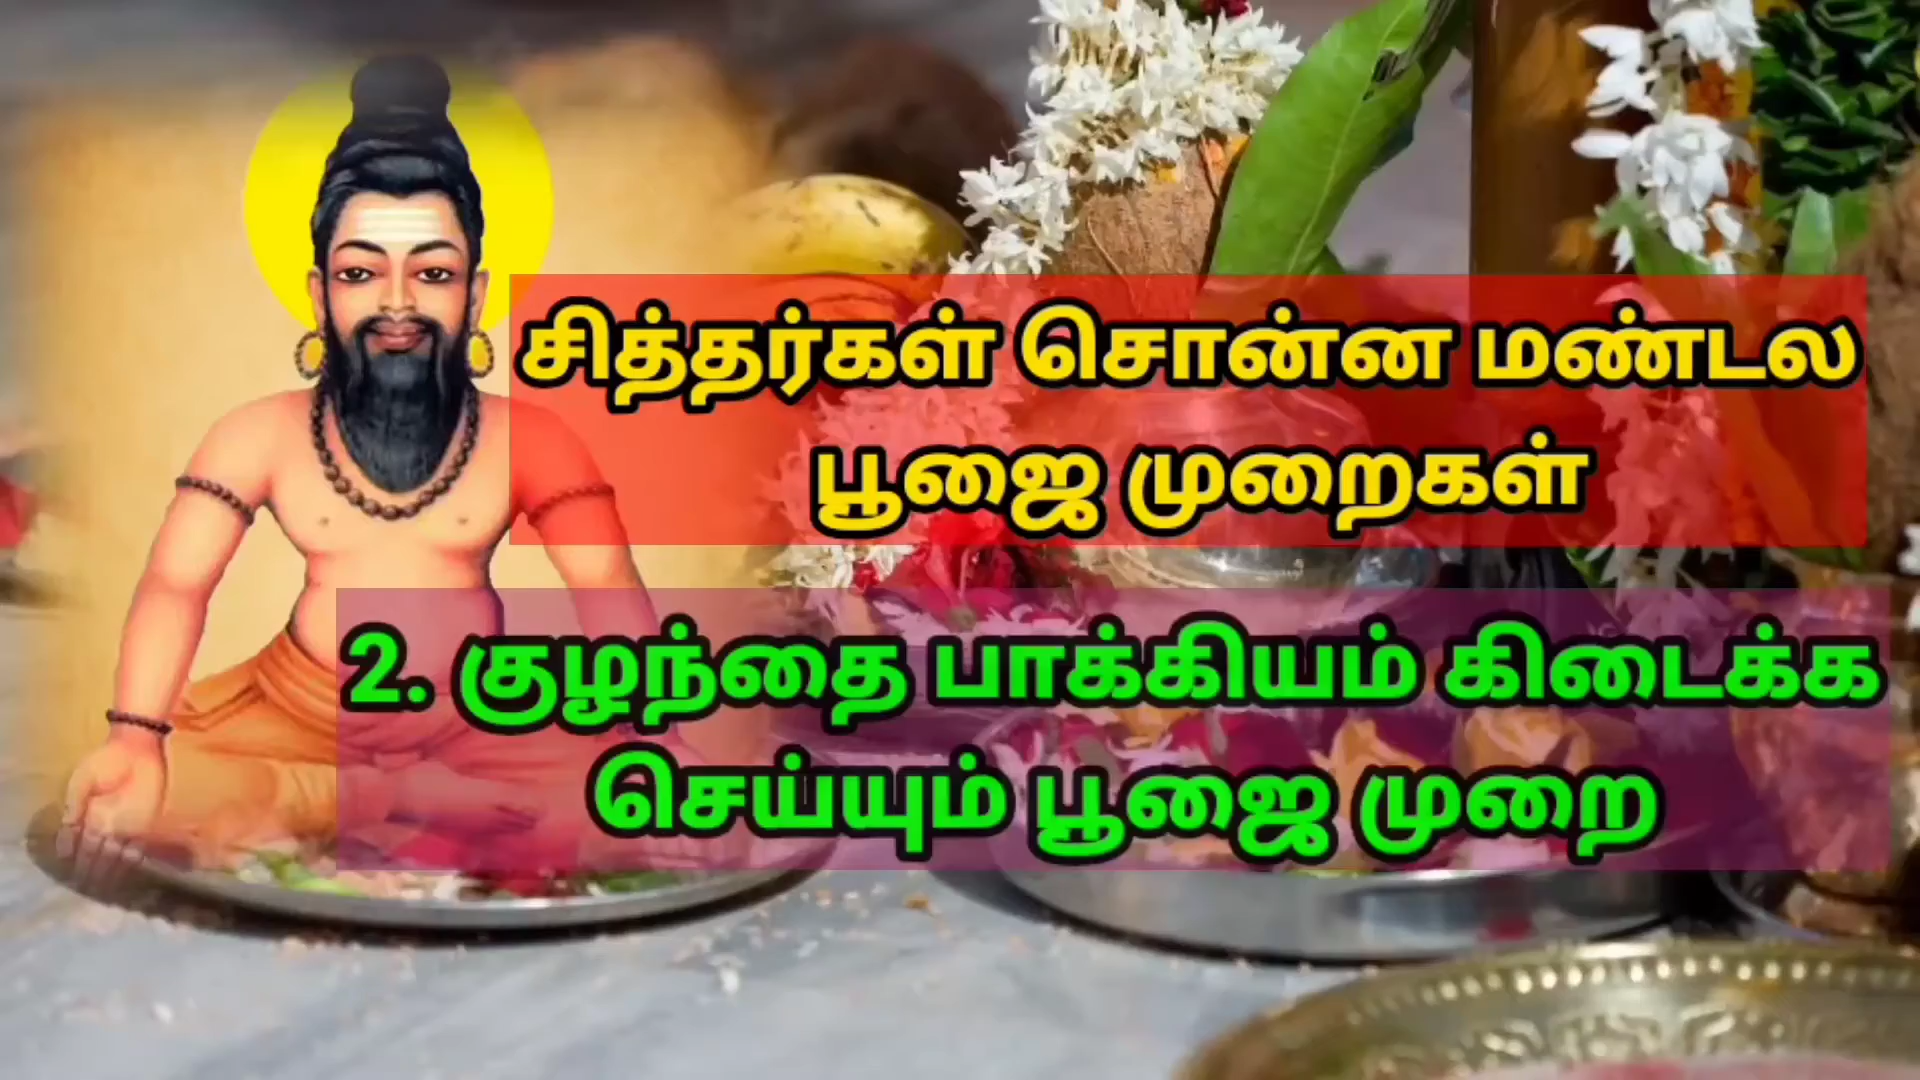 சித்தர்கள் சொன்ன மண்டல
பூஜை முறைகள்
2. குழந்தை பாக்கியம் கிடைக்க
செய்யும் பூஜை முறை